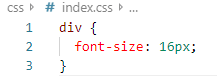 css > index.css > ...
1 div {
2   font-size: 16px;
3 }